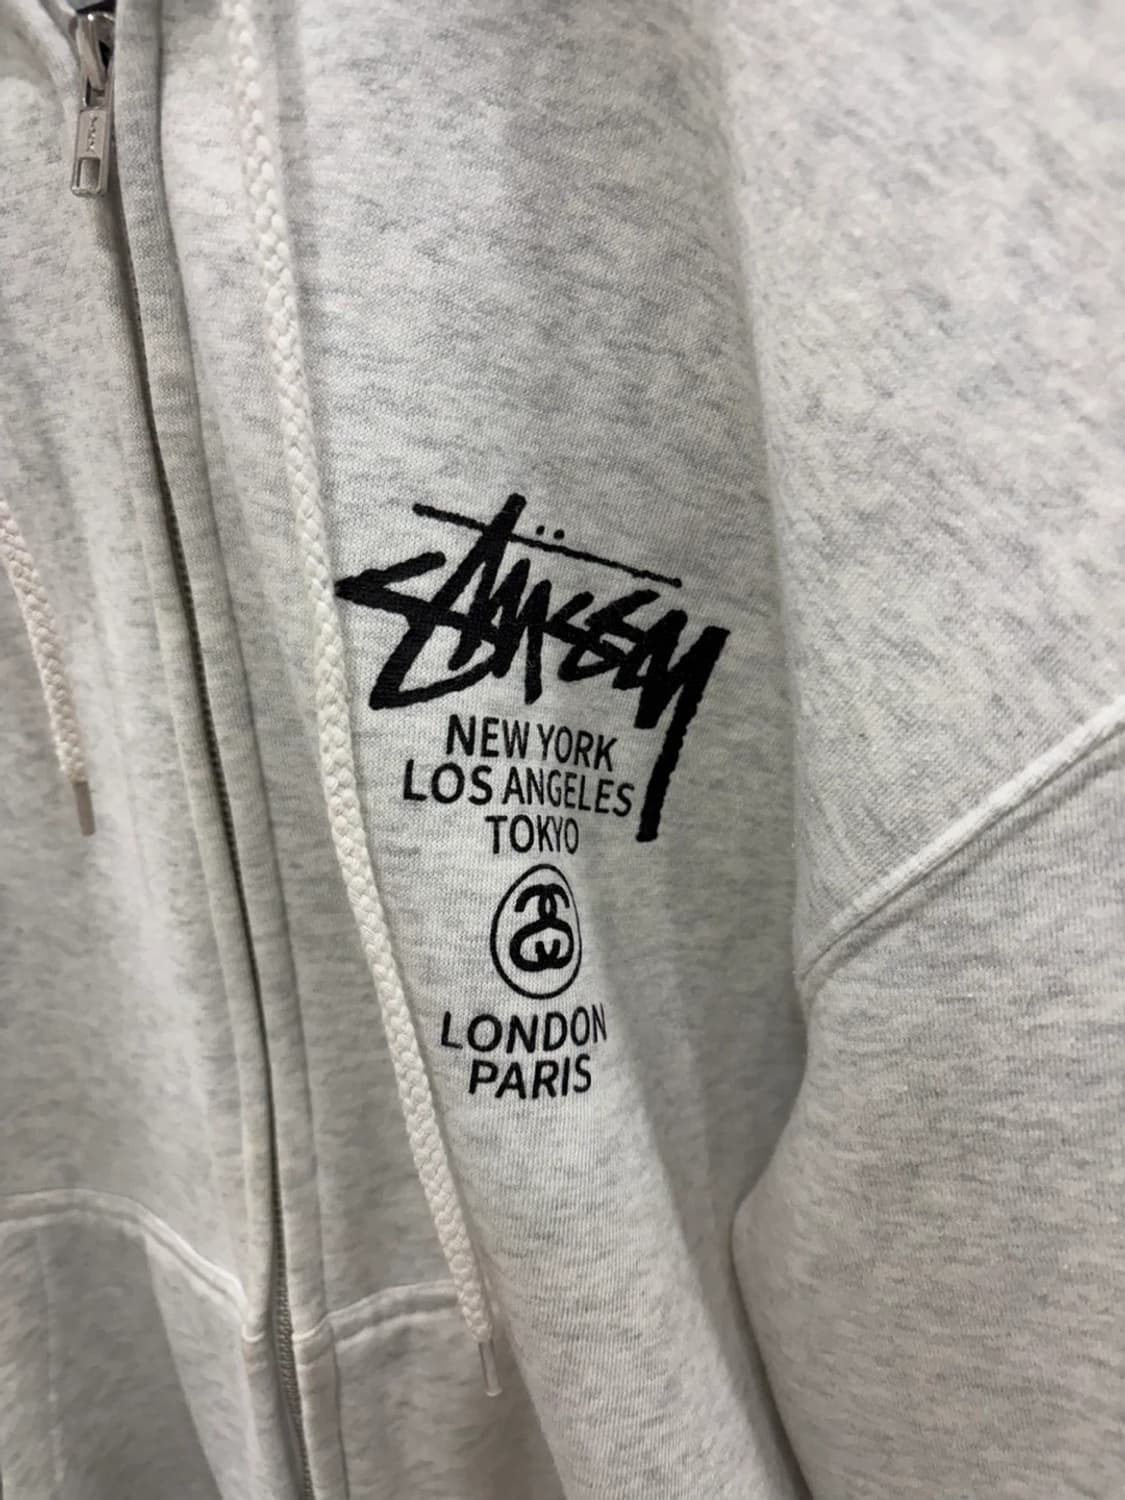 Stüssy
NEW YORK
LOS ANGELES
TOKYO
LONDON
PARIS